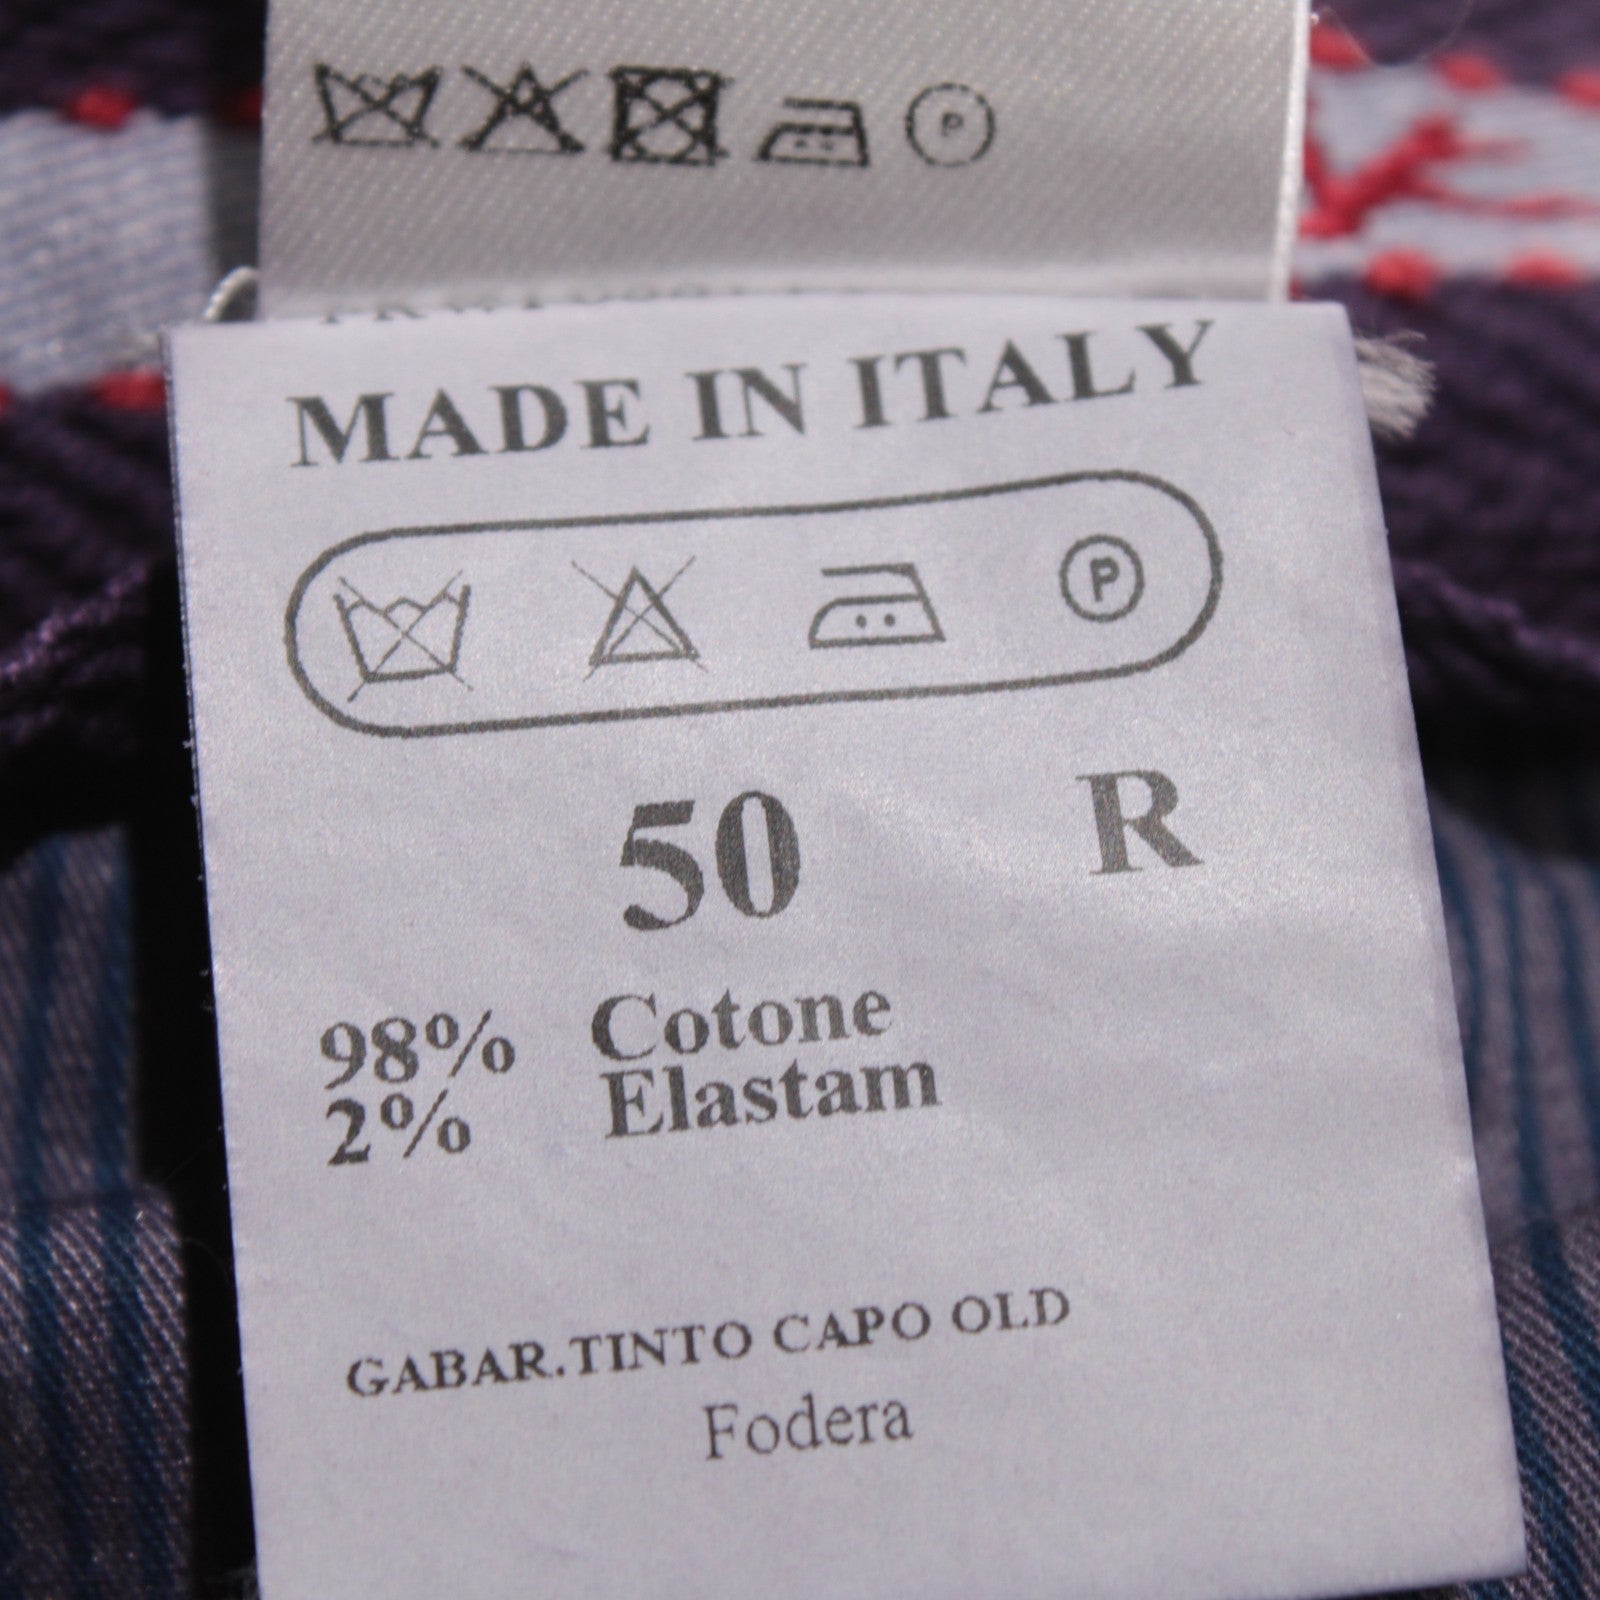 P
MADE IN ITALY
P
50 R
98% Cotone
2% Elastam
GABAR.TINTO CAPO OLD
Fodera